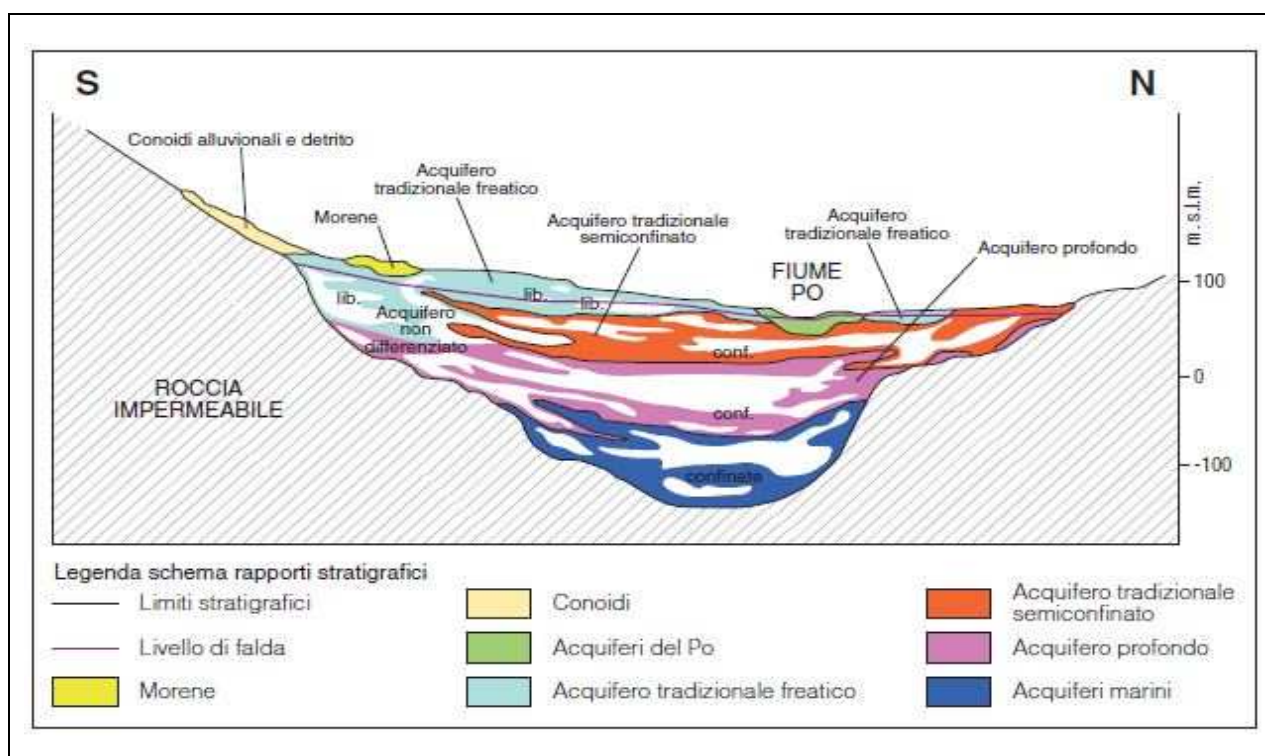 S
N
Conoidi alluvionali e detrito
Acquifero
tradizionale freatico
Morene
Acquifero tradizionale
semiconfinato
Acquifero
tradizionale freatico
Acquifero profondo
FIUME
PO
m. s.l.m.
100
0
-100
lib.
lib.
lib.
Acquifero
non
differenziato
conf.
conf.
confinata
ROCCIA
IMPERMEABILE
Legenda schema rapporti stratigrafici
Limiti stratigrafici
Livello di falda
Morene
Conoidi
Acquiferi del Po
Acquifero tradizionale freatico
Acquifero tradizionale
semiconfinato
Acquifero profondo
Acquiferi marini